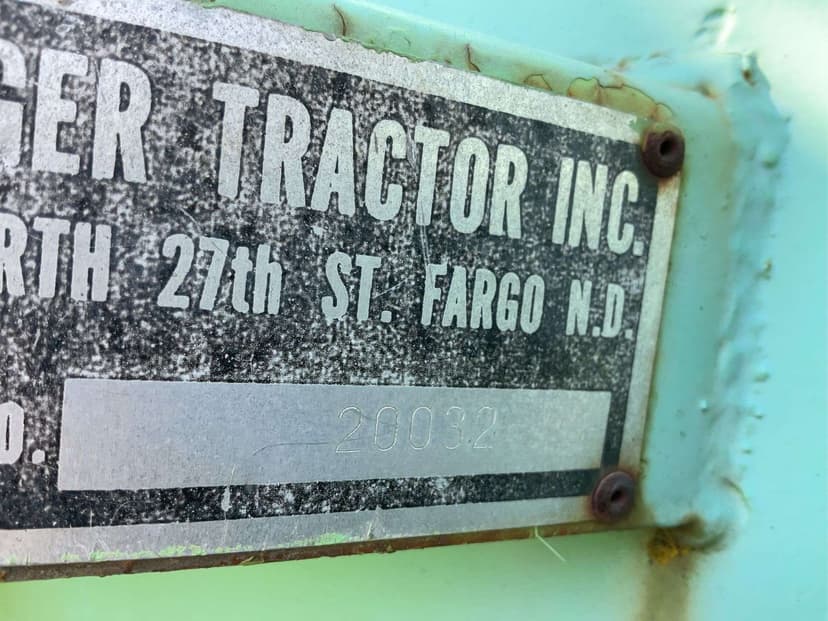 GER TRACTOR INC.
RTH 27th ST. FARGO N.D.
O. 20032